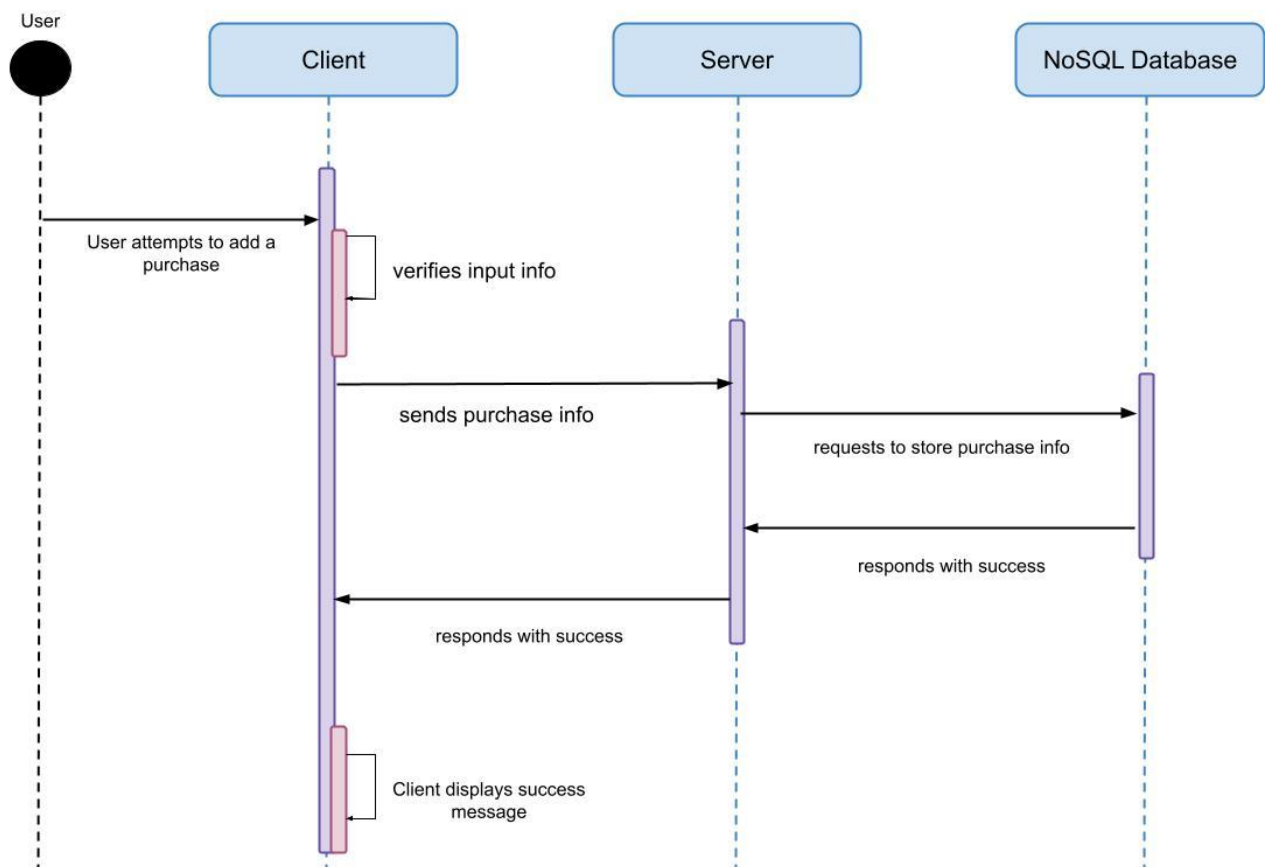 User
Client
Server
NoSQL Database
User attempts to add a
purchase
verifies input info
sends purchase info
requests to store purchase info
responds with success
responds with success
Client displays success
message